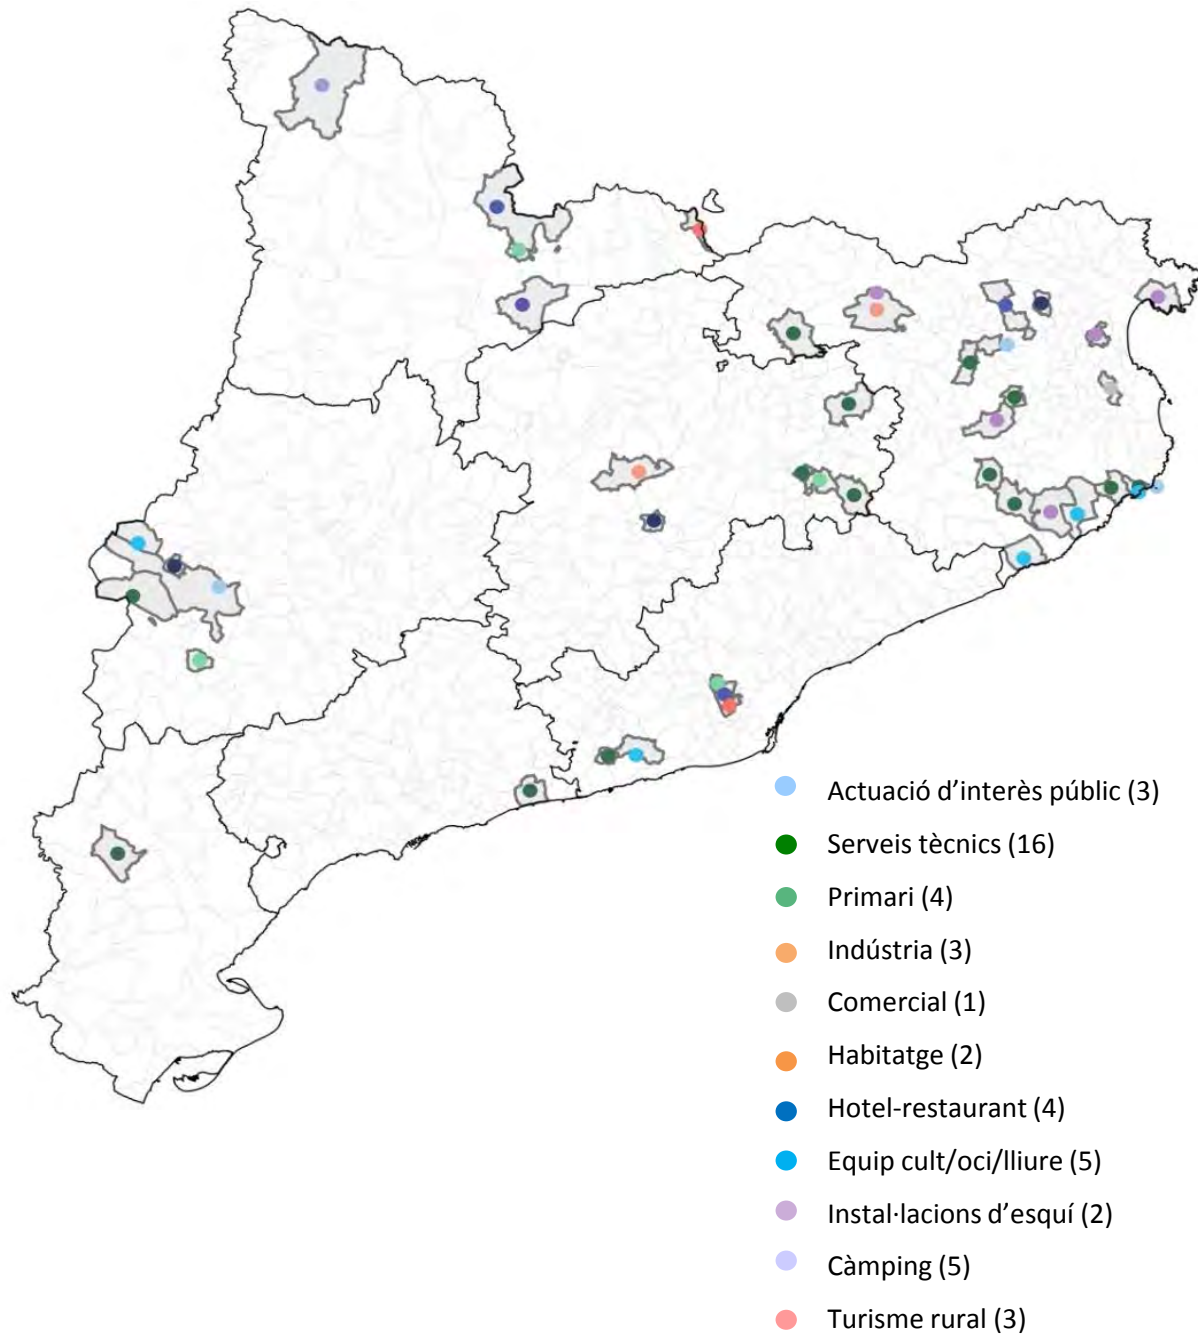 Actuació d’interès públic (3)
Serveis tècnics (16)
Primari (4)
Indústria (3)
Comercial (1)
Habitatge (2)
Hotel-restaurant (4)
Equip cult/oci/lliure (5)
Instal·lacions d’esquí (2)
Càmping (5)
Turisme rural (3)